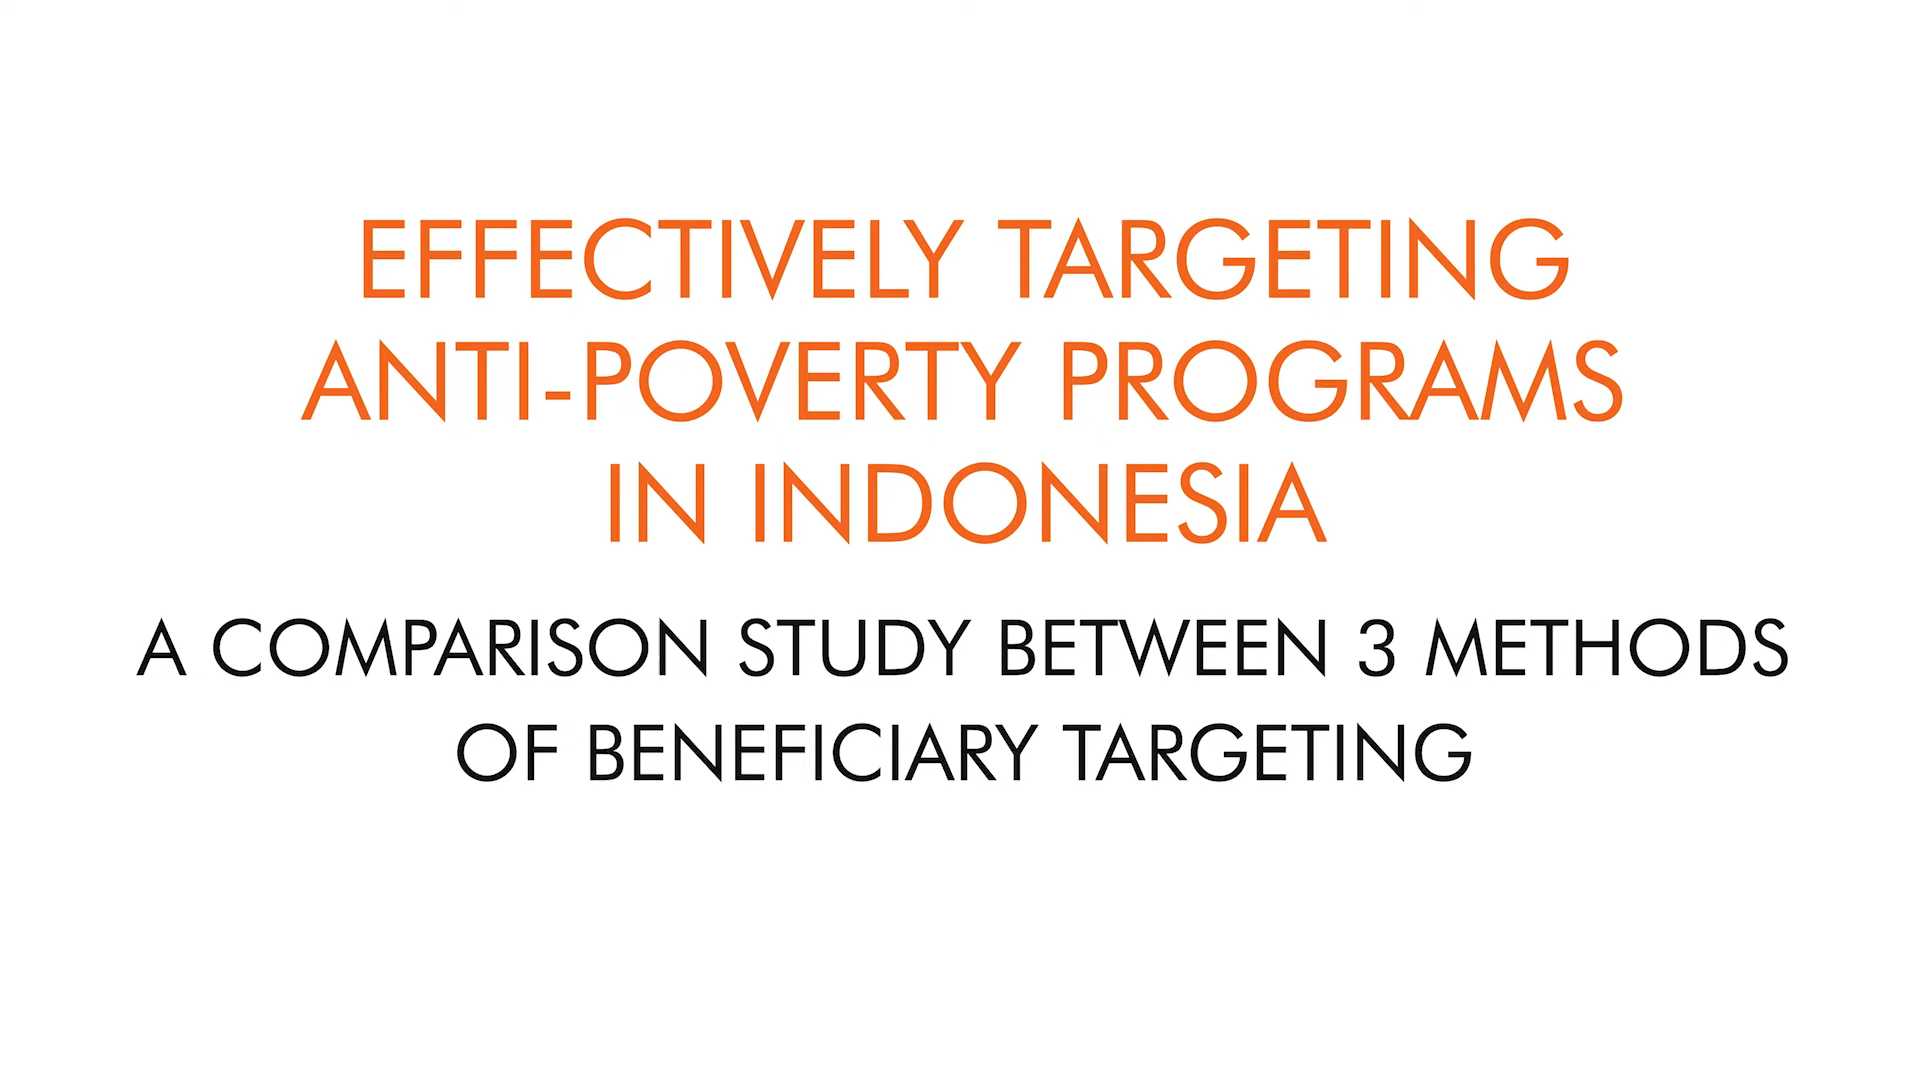 EFFECTIVELY TARGETING
ANTI-POVERTY PROGRAMS
IN INDONESIA
A COMPARISON STUDY BETWEEN 3 METHODS
OF BENEFICIARY TARGETING